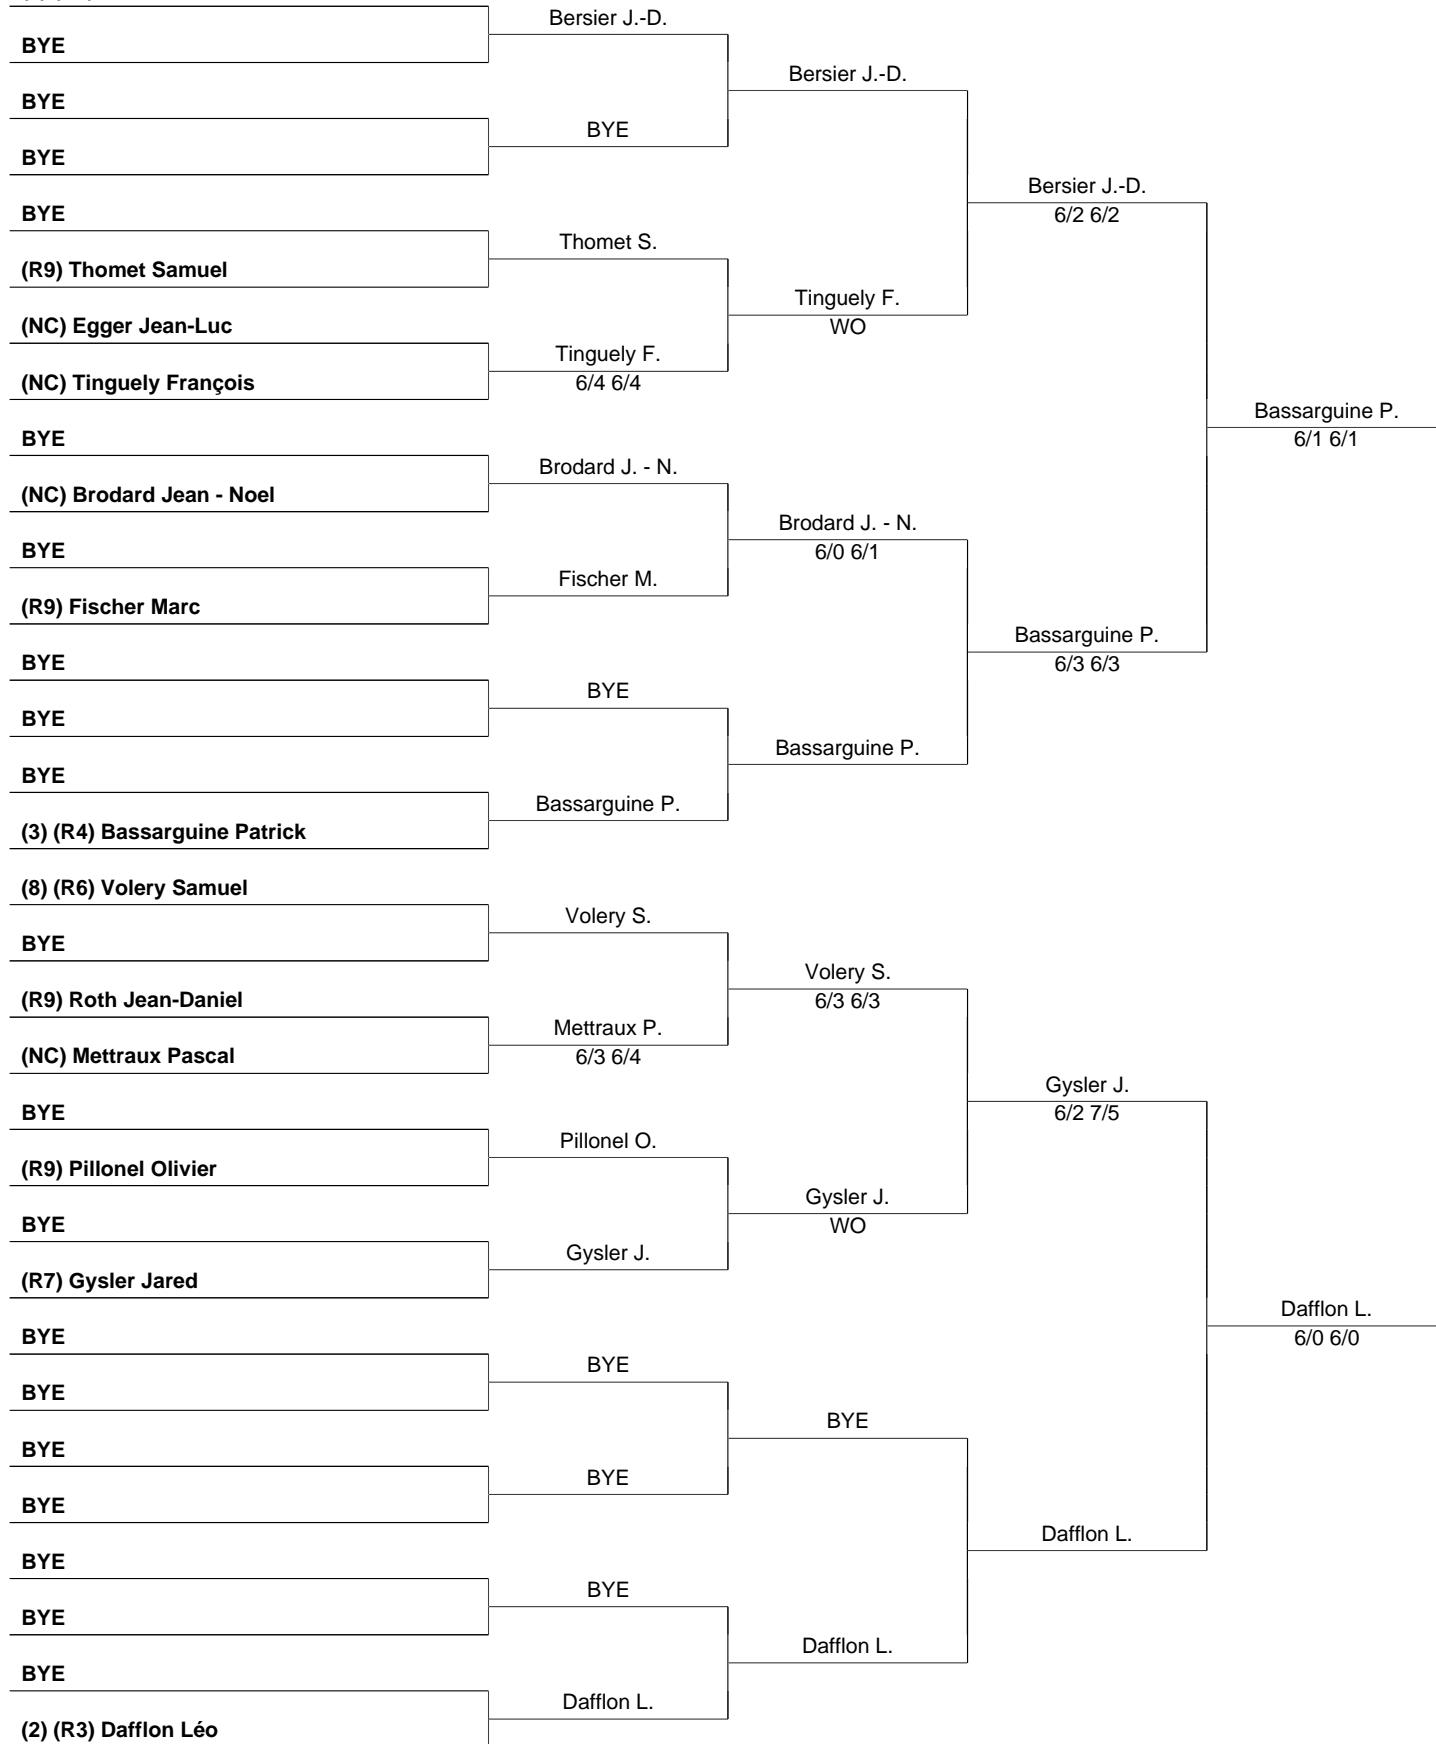 Bersier J.-D.
BYE
Bersier J.-D.
BYE
BYE
BYE
Bersier J.-D.
BYE
6/2 6/2
Thomet S.
(R9) Thomet Samuel
Tinguely F.
(NC) Egger Jean-Luc
WO
Tinguely F.
(NC) Tinguely François
6/4 6/4
Bassarguine P.
BYE
6/1 6/1
Brodard J. - N.
(NC) Brodard Jean - Noel
Brodard J. - N.
BYE
6/0 6/1
Fischer M.
(R9) Fischer Marc
Bassarguine P.
BYE
6/3 6/3
BYE
BYE
Bassarguine P.
BYE
Bassarguine P.
(3) (R4) Bassarguine Patrick
(8) (R6) Volery Samuel
Volery S.
BYE
Volery S.
(R9) Roth Jean-Daniel
6/3 6/3
Mettraux P.
(NC) Mettraux Pascal
6/3 6/4
Gysler J.
BYE
6/2 7/5
Pillonel O.
(R9) Pillonel Olivier
Gysler J.
BYE
WO
Gysler J.
(R7) Gysler Jared
Dafflon L.
BYE
6/0 6/0
BYE
BYE
BYE
BYE
BYE
BYE
Dafflon L.
BYE
BYE
BYE
Dafflon L.
BYE
Dafflon L.
(2) (R3) Dafflon Léo